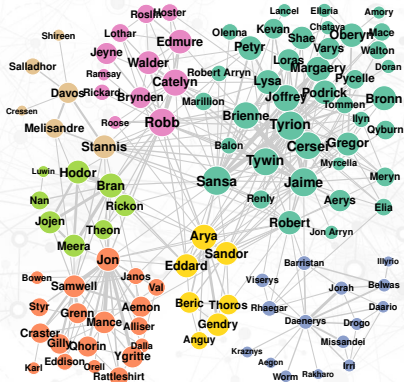 Lancel Ellaria
Roslin Hoster Amory
Olenna Kevan Chataya Mace
Shireen Lothar Edmure Shae Oberyn
Petyr Varys Walton
Jeyne Loras Doran
Salladhor Walder Margaery
Ramsay Robert Arryn Lysa Pycelle
Davos Rickard Catelyn Podrick Bronn
Brynden Marillion Joffrey Tommen
Cressen Brienne Ilyn
Melisandre Roose Robb Tyrion Qyburn
Stannis Balon Cersei Gregor
Luwin Hodor Tywin Myrcella
Bran Sansa Jaime Meryn
Nan Rickon Renly Aerys Elia
Jojen Theon Robert
Arya Jon Arryn
Meera Sandor
Jon Eddard Barristan Illyrio
Bowen Janos Viserys Jorah Belwas
Samwell Val
Styr Aemon Beric Thoros Rhaegar Daario
Grenn Mance Gendry Daenerys Drogo
Craster Alliser Anguy Missandei
Gilly Qhorin Dalla Kraznys
Karl Eddison Orell Ygritte Aegon Irri
Rattleshirt Worm Rakharo